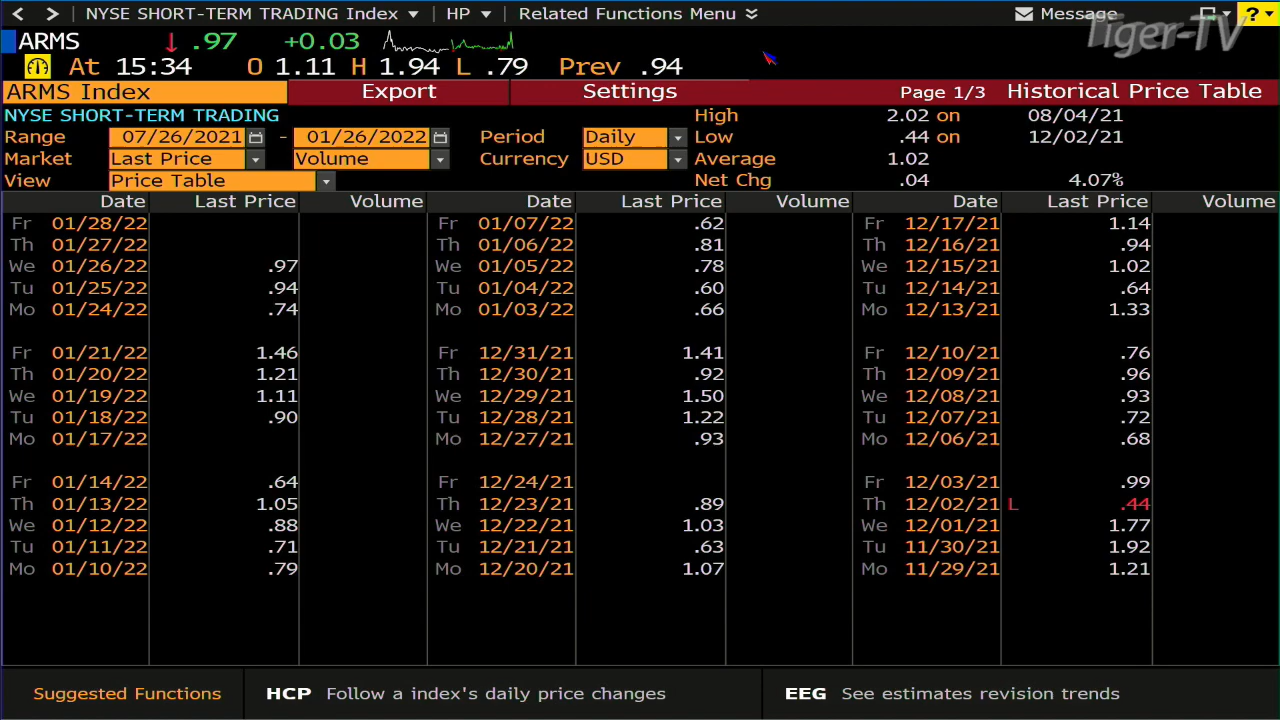 < > NYSE SHORT-TERM TRADING Index ▾ HP ▾ Related Functions Menu Message ? ▾
Tiger-TV
ARMS ↓ .97 +0.03
At 15:34 O 1.11 H 1.94 L .79 Prev .94
ARMS Index Export Settings Page 1/3 Historical Price Table
NYSE SHORT-TERM TRADING High 2.02 on 08/04/21
Range 07/26/2021 - 01/26/2022 Period Daily Low .44 on 12/02/21
Market Last Price Volume Currency USD Average 1.02
View Price Table Net Chg .04 4.07%
Date Last Price Volume Date Last Price Volume Date Last Price Volume
Fr 01/28/22 Fr 01/07/22 .62 Fr 12/17/21 1.14
Th 01/27/22 Th 01/06/22 .81 Th 12/16/21 .94
We 01/26/22 .97 We 01/05/22 .78 We 12/15/21 1.02
Tu 01/25/22 .94 Tu 01/04/22 .60 Tu 12/14/21 .64
Mo 01/24/22 .74 Mo 01/03/22 .66 Mo 12/13/21 1.33
Fr 01/21/22 1.46 Fr 12/31/21 1.41 Fr 12/10/21 .76
Th 01/20/22 1.21 Th 12/30/21 .92 Th 12/09/21 .96
We 01/19/22 1.11 We 12/29/21 1.50 We 12/08/21 .93
Tu 01/18/22 .90 Tu 12/28/21 1.22 Tu 12/07/21 .72
Mo 01/17/22 Mo 12/27/21 .93 Mo 12/06/21 .68
Fr 01/14/22 .64 Fr 12/24/21 Fr 12/03/21 .99
Th 01/13/22 1.05 Th 12/23/21 .89 Th 12/02/21 L .44
We 01/12/22 .88 We 12/22/21 1.03 We 12/01/21 1.77
Tu 01/11/22 .71 Tu 12/21/21 .63 Tu 11/30/21 1.92
Mo 01/10/22 .79 Mo 12/20/21 1.07 Mo 11/29/21 1.21
Suggested Functions HCP Follow a index's daily price changes EEG See estimates revision trends